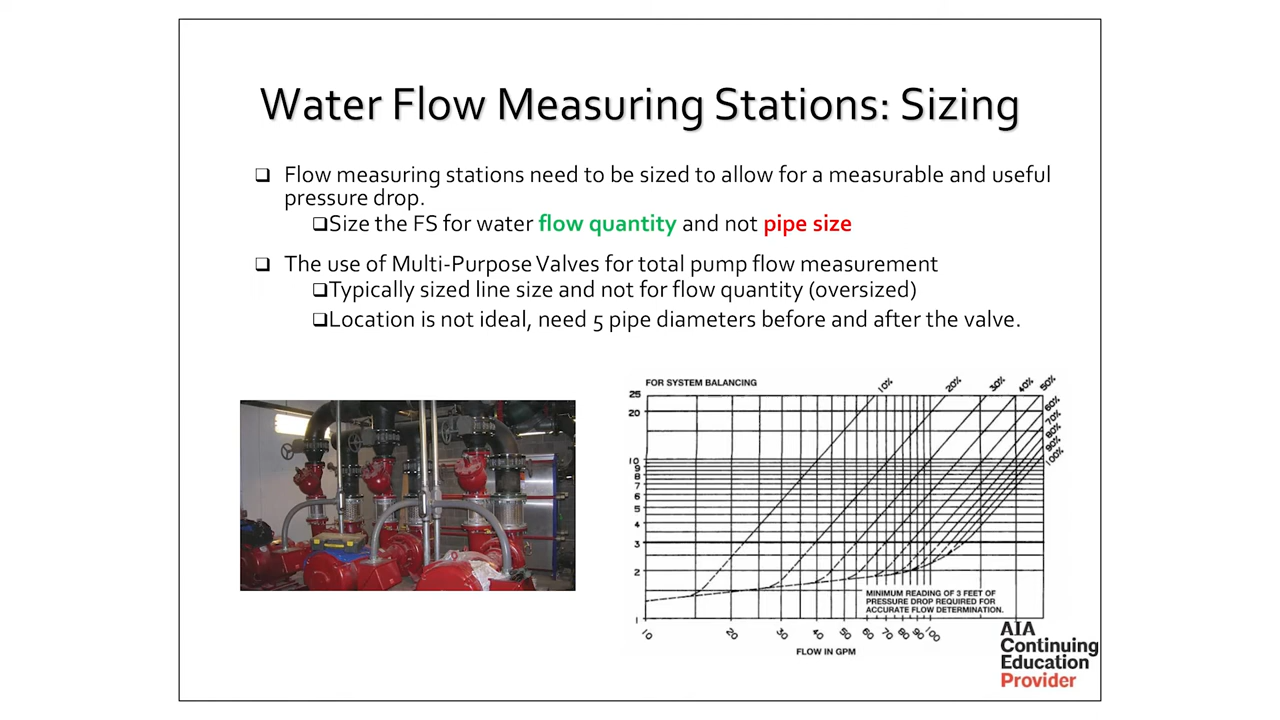 Water Flow Measuring Stations: Sizing
❑ Flow measuring stations need to be sized to allow for a measurable and useful
pressure drop.
❑Size the FS for water flow quantity and not pipe size
❑ The use of Multi-Purpose Valves for total pump flow measurement
❑Typically sized line size and not for flow quantity (oversized)
❑Location is not ideal, need 5 pipe diameters before and after the valve.
FOR SYSTEM BALANCING
10%
20%
30%
40%
50%
60%
70%
80%
90%
100%
25
20
10
9
8
7
6
5
4
3
2
1
MINIMUM READING OF 3 FEET OF
PRESSURE DROP REQUIRED FOR
ACCURATE FLOW DETERMINATION.
10 20 30 40 50 60 70 80 90 100
FLOW IN GPM
AIA
Continuing
Education
Provider